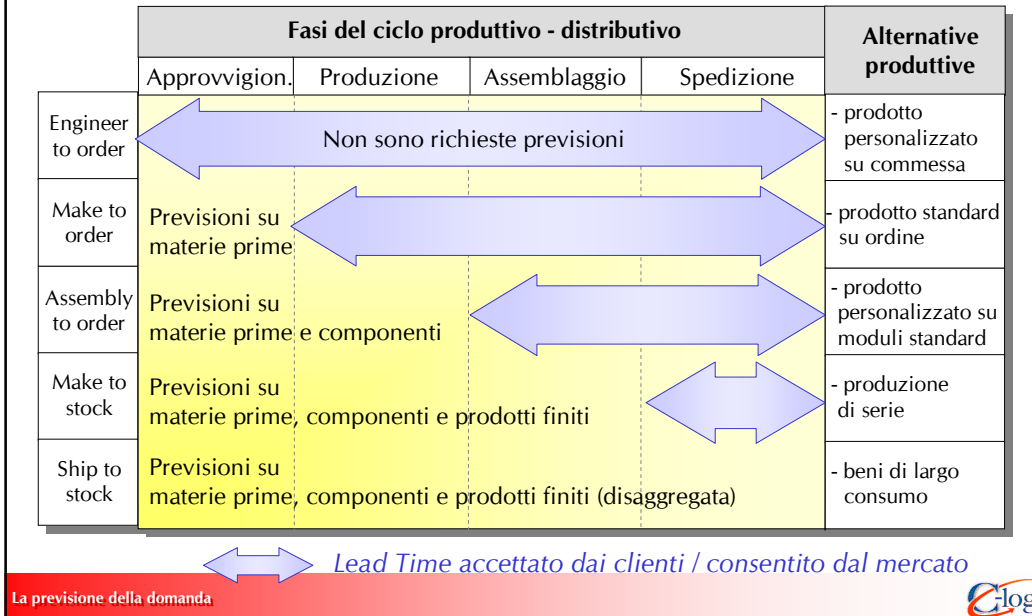 Fasi del ciclo produttivo - distributivo
Alternative
produttive
Approvvigion.
Produzione
Assemblaggio
Spedizione
Engineer
to order
Non sono richieste previsioni
- prodotto
personalizzato
su commessa
Make to
order
Previsioni su
materie prime
- prodotto standard
su ordine
Assembly
to order
Previsioni su
materie prime e componenti
- prodotto
personalizzato su
moduli standard
Make to
stock
Previsioni su
materie prime, componenti e prodotti finiti
- produzione
di serie
Ship to
stock
Previsioni su
materie prime, componenti e prodotti finiti (disaggregata)
- beni di largo
consumo
Lead Time accettato dai clienti / consentito dal mercato
La previsione della domanda
C-log